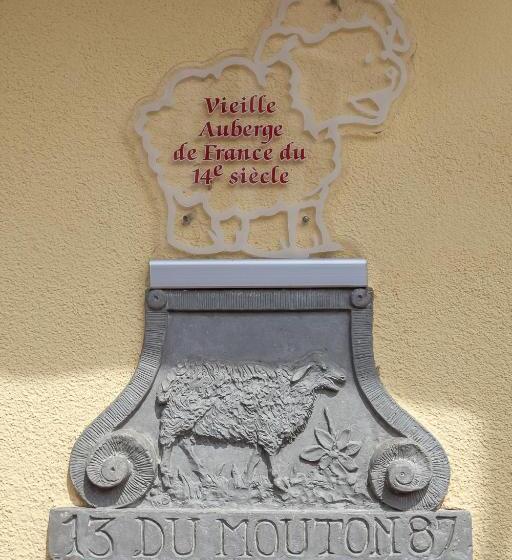 Vieille
Auberge
de France du
14e siècle
13 DU MOUTON 87